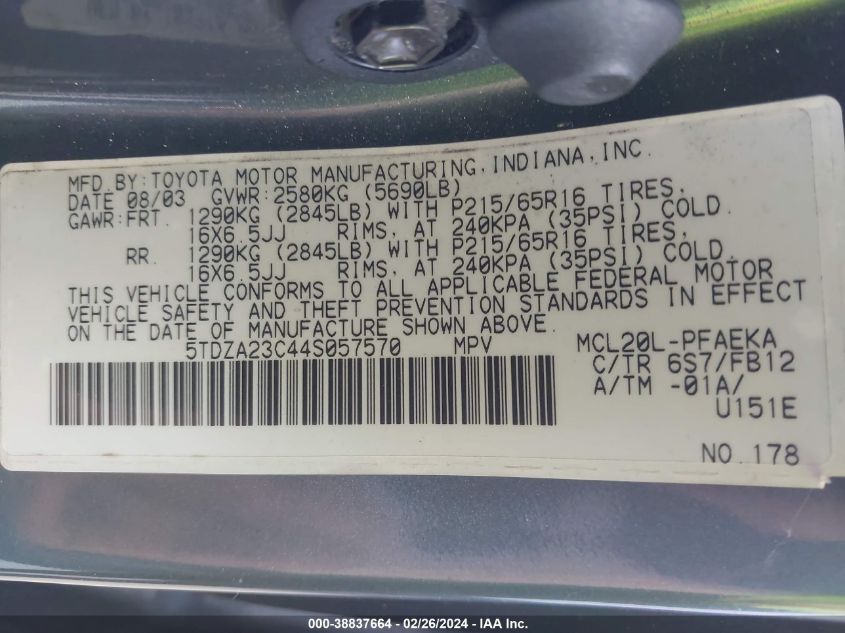 MFD.BY:TOYOTA MOTOR MANUFACTURING,INDIANA,INC.
DATE 08/03 GVWR:2580KG (5690LB)
GAWR:FRT. 1290KG (2845LB) WITH P215/65R16 TIRES,
16X6.5JJ RIMS, AT 240KPA (35PSI) COLD.
RR. 1290KG (2845LB) WITH P215/65R16 TIRES,
16X6.5JJ RIMS, AT 240KPA (35PSI) COLD.
THIS VEHICLE CONFORMS TO ALL APPLICABLE FEDERAL MOTOR
VEHICLE SAFETY AND THEFT PREVENTION STANDARDS IN EFFECT
ON THE DATE OF MANUFACTURE SHOWN ABOVE.
5TDZA23C44S057570 MPV MCL20L-PFAEKA
C/TR 6S7/FB12
A/TM -01A/
U151E
NO.178
000-38837664 - 02/26/2024 - IAA Inc.